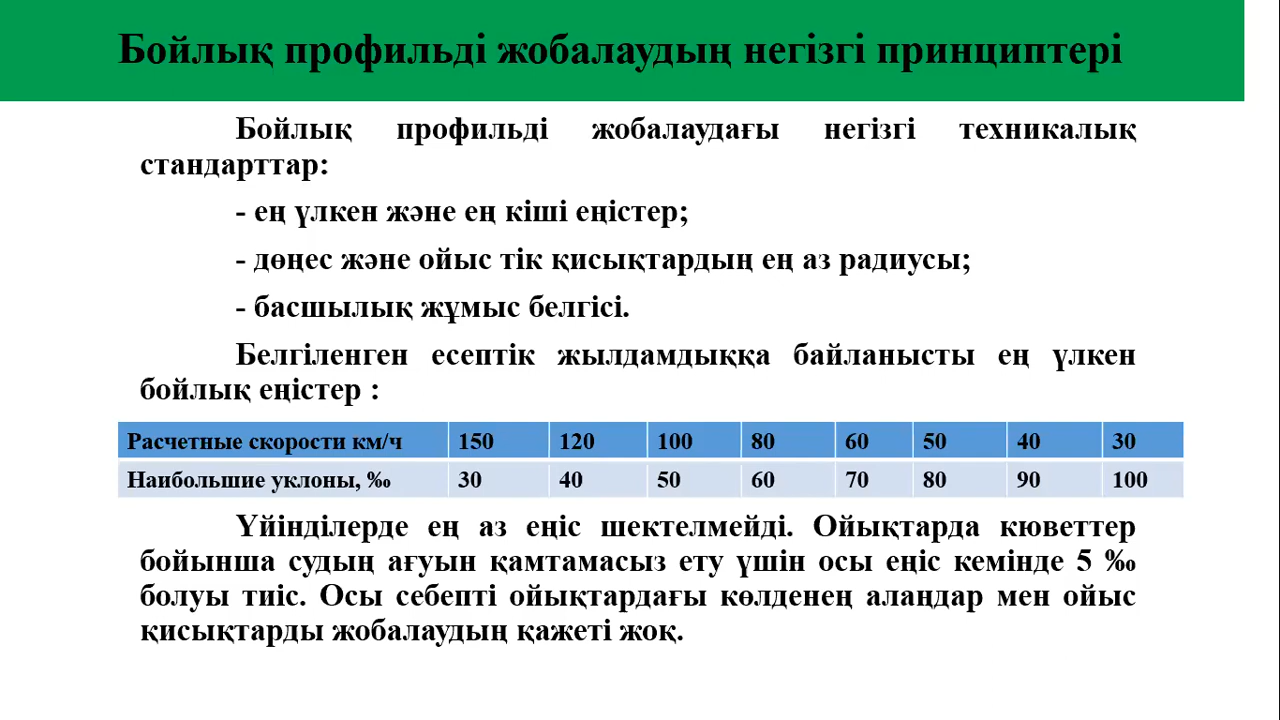 Бойлық профильді жобалаудың негізгі принциптері
Бойлық профильді жобалаудағы негізгі техникалық
стандарттар:
- ең үлкен және ең кіші еңістер;
- дөңес және ойыс тік қисықтардың ең аз радиусы;
- басшылық жұмыс белгісі.
Белгіленген есептік жылдамдыққа байланысты ең үлкен
бойлық еңістер :
Расчетные скорости км/ч 150 120 100 80 60 50 40 30
Наибольшие уклоны, ‰ 30 40 50 60 70 80 90 100
Үйінділерде ең аз еңіс шектелмейді. Ойықтарда кюветтер
бойынша судың ағуын қамтамасыз ету үшін осы еңіс кемінде 5 ‰
болуы тиіс. Осы себепті ойықтардағы көлденең алаңдар мен ойыс
қисықтарды жобалаудың қажеті жоқ.